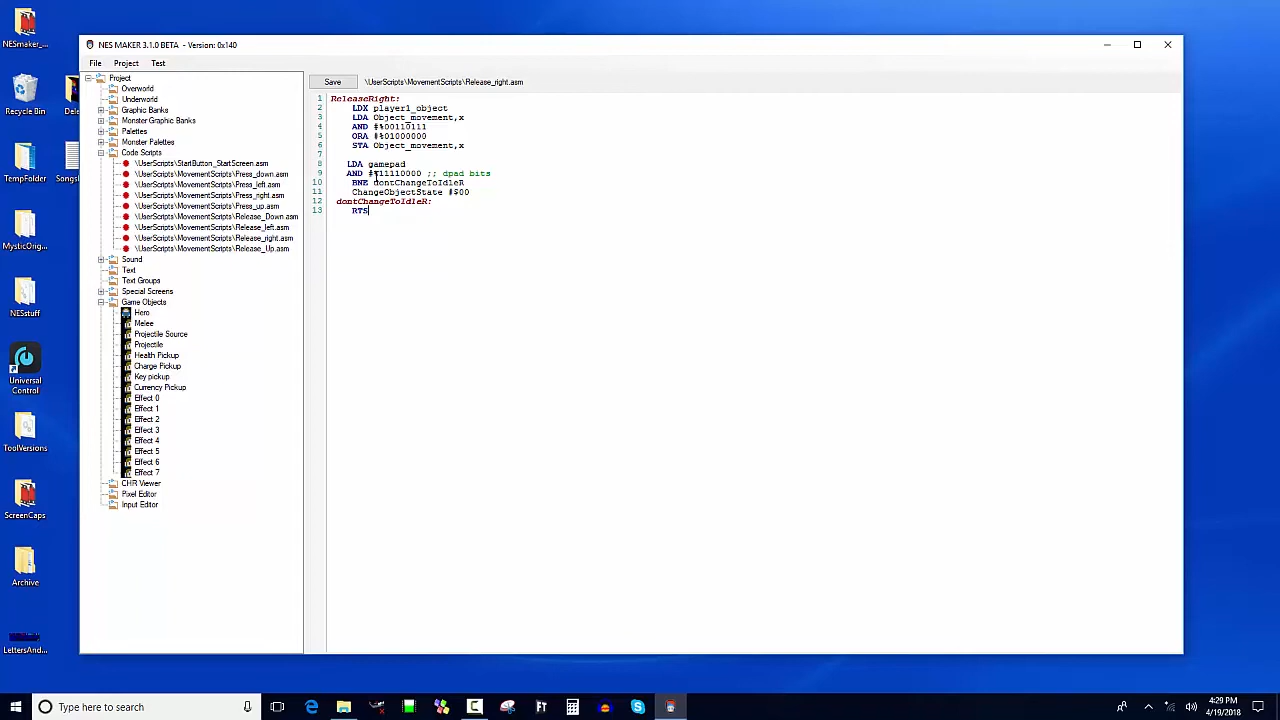 NESmaker_...
Recycle Bin
Dele
TempFolder
Songsl
MysticOrig...
NESstuff
Universal
Control
ToolVersions
ScreenCaps
Archive
LettersAnd...
NES MAKER 3.1.0 BETA - Version: 0x140
File Project Test
Project
Overworld
Underworld
Graphic Banks
Monster Graphic Banks
Palettes
Monster Palettes
Code Scripts
\UserScripts\StartButton_StartScreen.asm
\UserScripts\MovementScripts\Press_down.asm
\UserScripts\MovementScripts\Press_left.asm
\UserScripts\MovementScripts\Press_right.asm
\UserScripts\MovementScripts\Press_up.asm
\UserScripts\MovementScripts\Release_Down.asm
\UserScripts\MovementScripts\Release_left.asm
\UserScripts\MovementScripts\Release_right.asm
\UserScripts\MovementScripts\Release_Up.asm
Sound
Text
Text Groups
Special Screens
Game Objects
Hero
Melee
Projectile Source
Projectile
Health Pickup
Charge Pickup
Key pickup
Currency Pickup
Effect 0
Effect 1
Effect 2
Effect 3
Effect 4
Effect 5
Effect 6
Effect 7
CHR Viewer
Pixel Editor
Input Editor
Save \UserScripts\MovementScripts\Release_right.asm
1 ReleaseRight:
2 LDX player1_object
3 LDA Object_movement,x
4 AND #%00110111
5 ORA #%01000000
6 STA Object_movement,x
7
8 LDA gamepad
9 AND #%11110000 ;; dpad bits
10 BNE dontChangeToIdleR
11 ChangeObjectState #$00
12 dontChangeToIdleR:
13 RTS
Type here to search
4:29 PM
4/19/2018